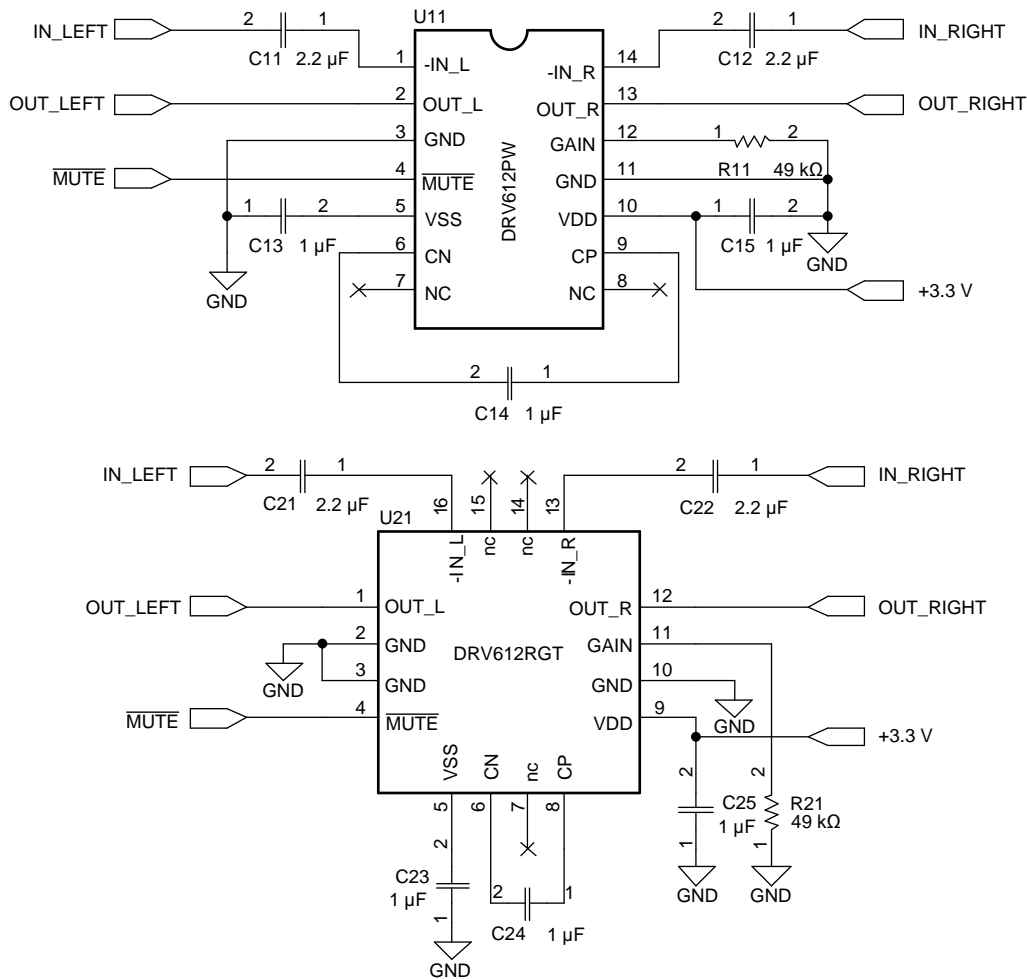 U11
IN_LEFT 2 1 2 1 IN_RIGHT
C11 2.2 µF 1 -IN_L -IN_R 14 C12 2.2 µF
OUT_LEFT 2 OUT_L OUT_R 13 OUT_RIGHT
3 GND GAIN 12 1 2
MUTE 4 MUTE GND 11 R11 49 kΩ
DRV612PW
1 2 5 VSS VDD 10 1 2
C13 1 µF 6 CN CP 9 C15 1 µF
GND GND
7 NC NC 8 +3.3 V
2 1
C14 1 µF
IN_LEFT 2 1 2 1 IN_RIGHT
C21 2.2 µF 16 15 14 13 C22 2.2 µF
U21
-IN_L nc nc -IN_R
OUT_LEFT 1 OUT_L OUT_R 12 OUT_RIGHT
2 GND DRV612RGT GAIN 11
GND 3 GND GND 10
MUTE 4 MUTE VDD 9 GND +3.3 V
VSS CN nc CP
5 6 7 8 2 2
C25 R21
1 µF 49 kΩ
2 1 1
C23 2 1 GND GND
1 µF
1 C24 1 µF
GND